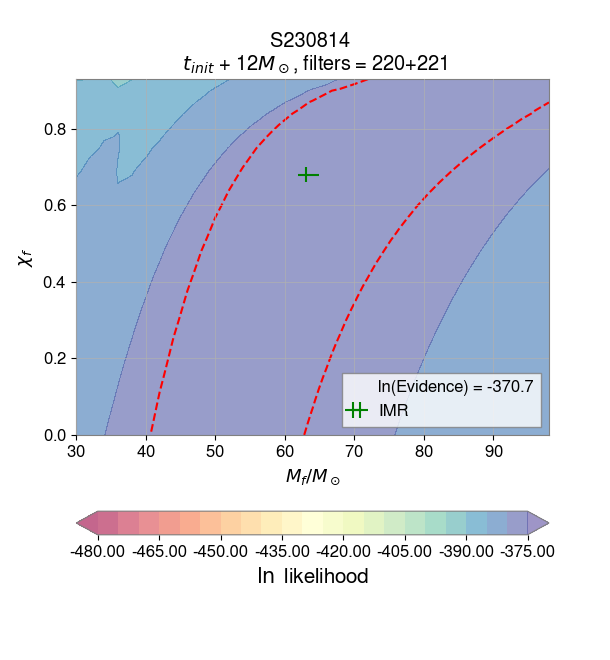 S230814
t_init + 12M_⊙, filters = 220+221
0.8
0.6
0.4
0.2
0.0
χ_f
30 40 50 60 70 80 90
M_f/M_⊙
ln(Evidence) = -370.7
IMR
-480.00 -465.00 -450.00 -435.00 -420.00 -405.00 -390.00 -375.00
ln likelihood